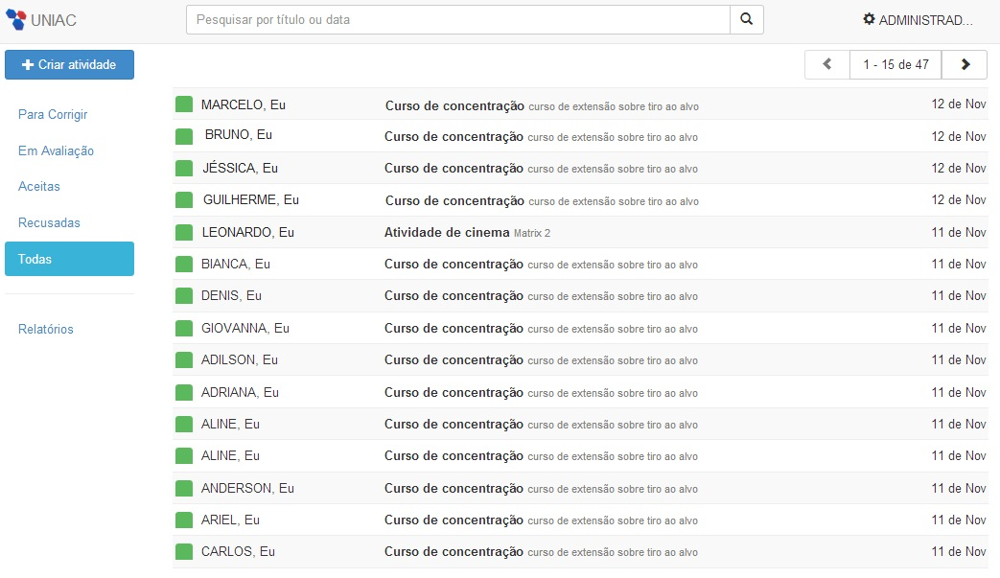 UNIAC
Pesquisar por título ou data
ADMINISTRAD...
Criar atividade
1 - 15 de 47
Para Corrigir
Em Avaliação
Aceitas
Recusadas
Todas
Relatórios
MARCELO, Eu Curso de concentração curso de extensão sobre tiro ao alvo 12 de Nov
BRUNO, Eu Curso de concentração curso de extensão sobre tiro ao alvo 12 de Nov
JÉSSICA, Eu Curso de concentração curso de extensão sobre tiro ao alvo 12 de Nov
GUILHERME, Eu Curso de concentração curso de extensão sobre tiro ao alvo 12 de Nov
LEONARDO, Eu Atividade de cinema Matrix 2 11 de Nov
BIANCA, Eu Curso de concentração curso de extensão sobre tiro ao alvo 11 de Nov
DENIS, Eu Curso de concentração curso de extensão sobre tiro ao alvo 11 de Nov
GIOVANNA, Eu Curso de concentração curso de extensão sobre tiro ao alvo 11 de Nov
ADILSON, Eu Curso de concentração curso de extensão sobre tiro ao alvo 11 de Nov
ADRIANA, Eu Curso de concentração curso de extensão sobre tiro ao alvo 11 de Nov
ALINE, Eu Curso de concentração curso de extensão sobre tiro ao alvo 11 de Nov
ALINE, Eu Curso de concentração curso de extensão sobre tiro ao alvo 11 de Nov
ANDERSON, Eu Curso de concentração curso de extensão sobre tiro ao alvo 11 de Nov
ARIEL, Eu Curso de concentração curso de extensão sobre tiro ao alvo 11 de Nov
CARLOS, Eu Curso de concentração curso de extensão sobre tiro ao alvo 11 de Nov